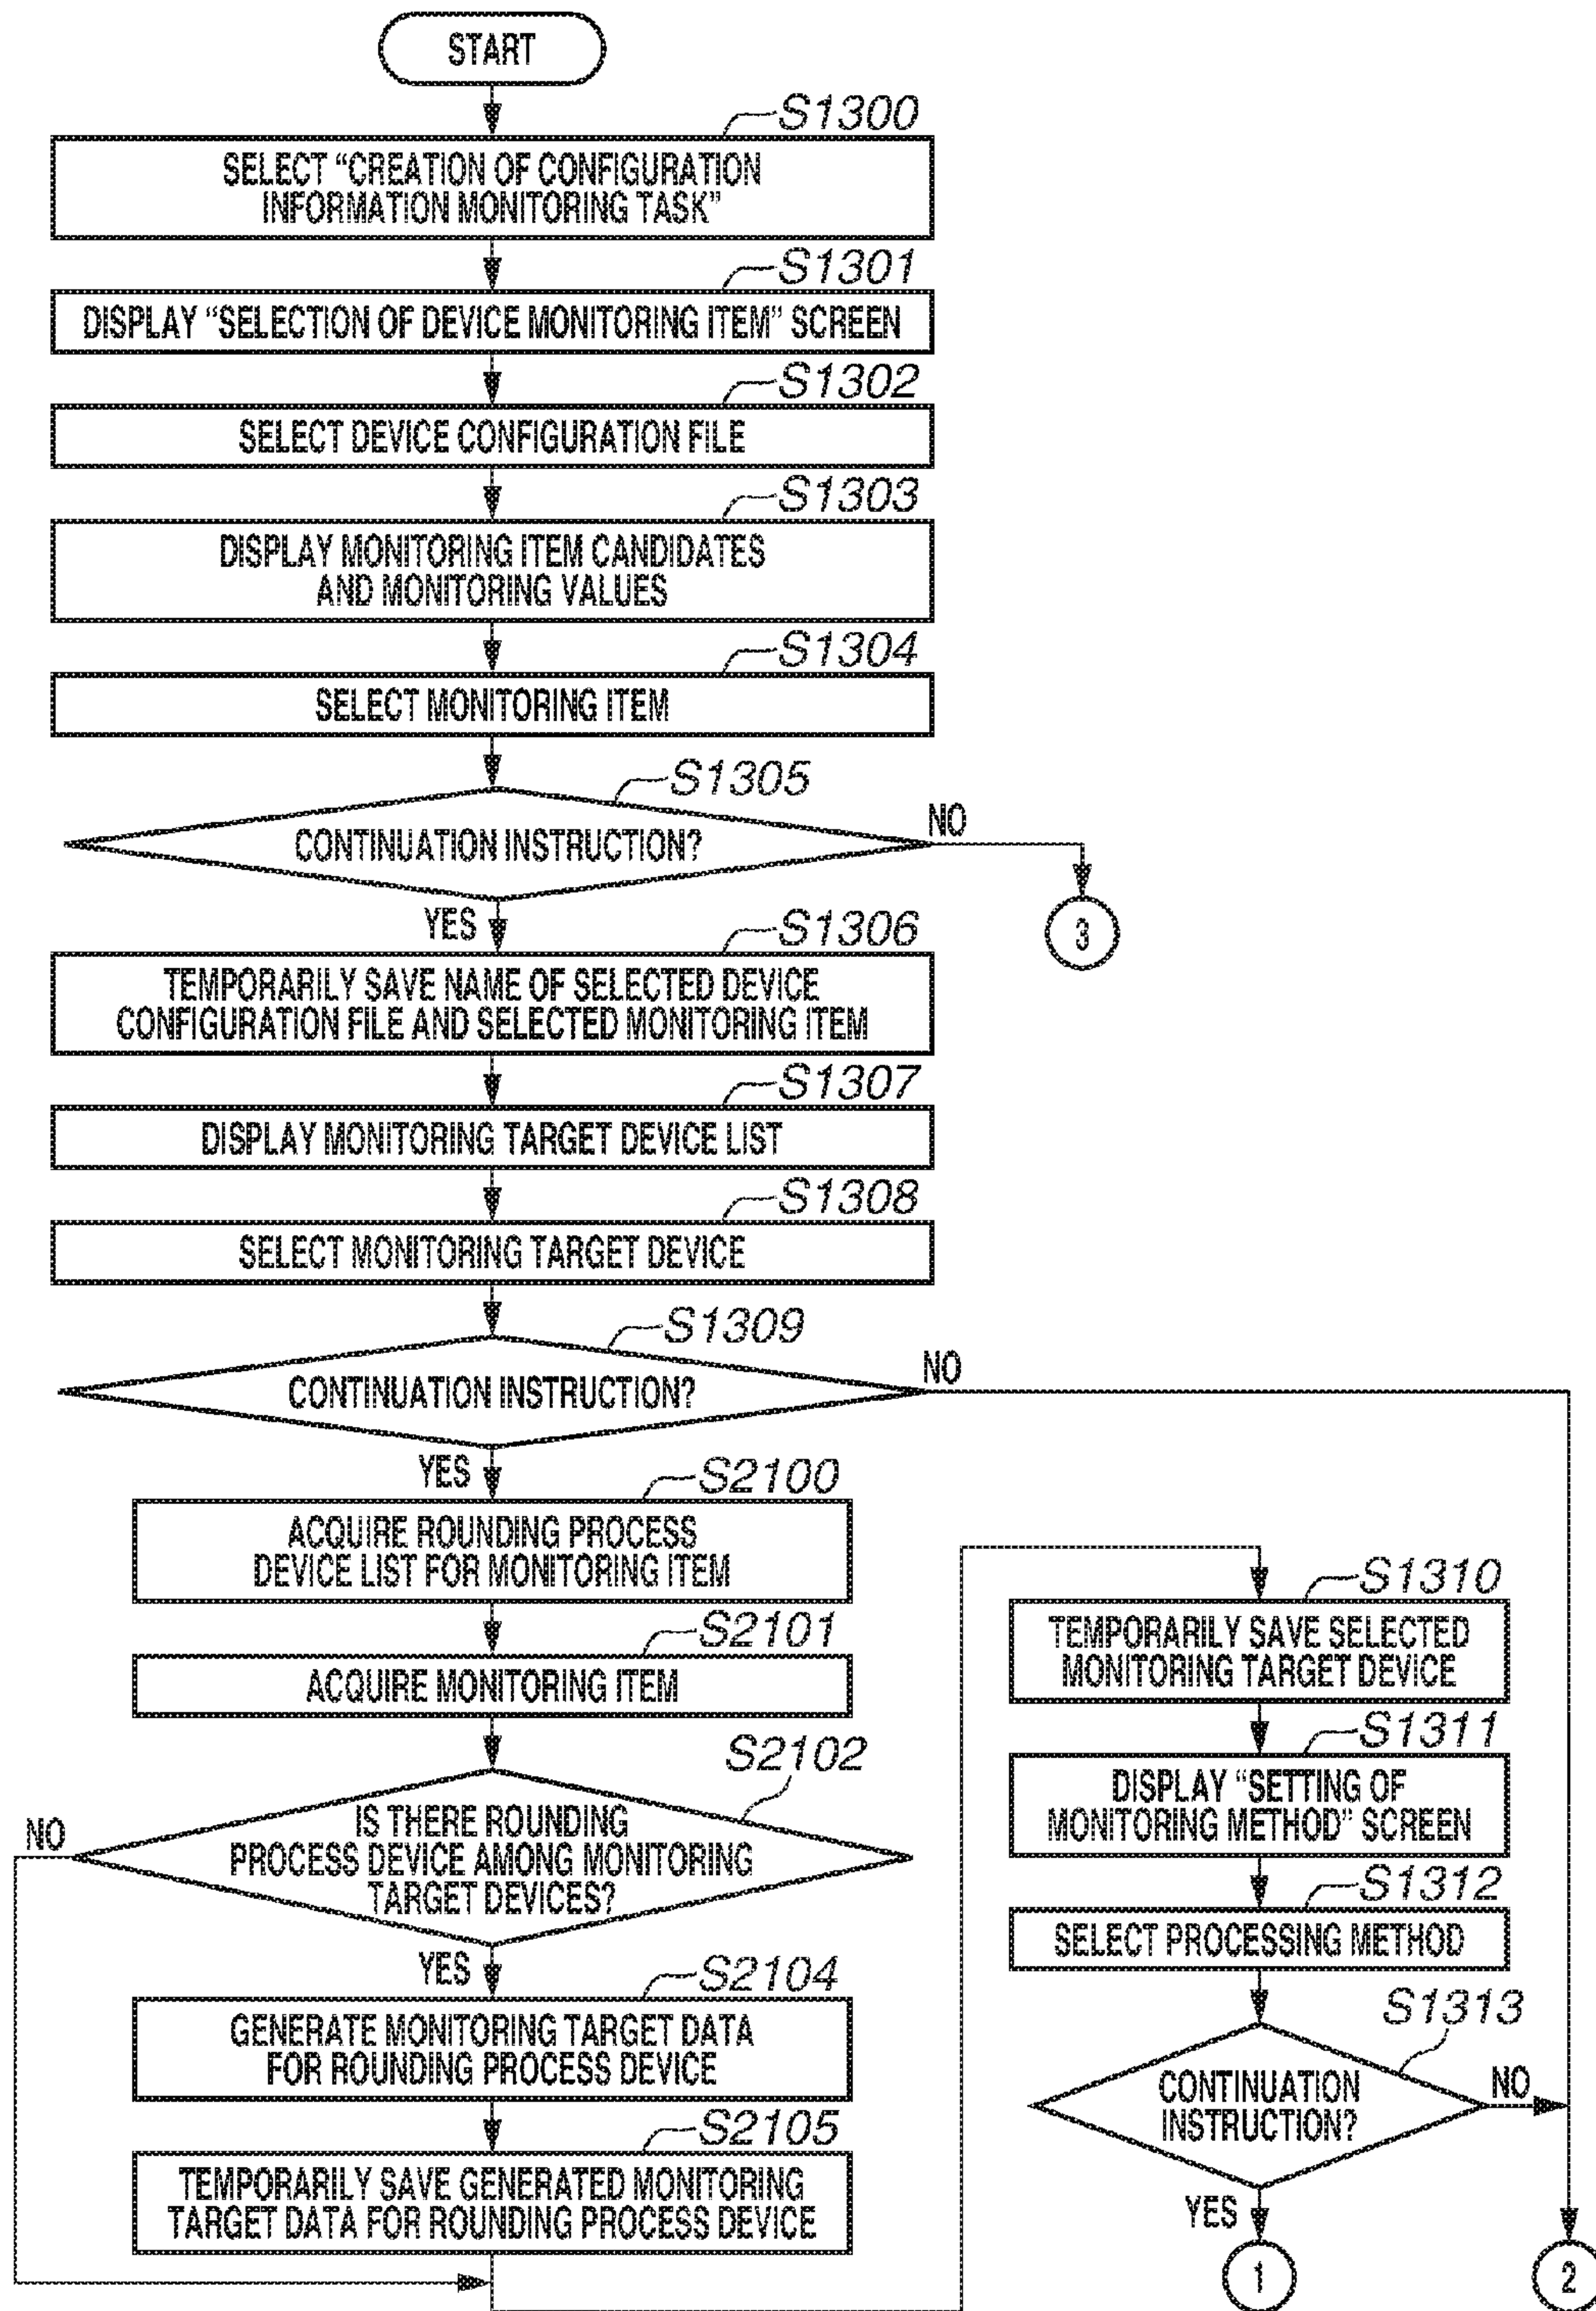 START
S1300
SELECT “CREATION OF CONFIGURATION
INFORMATION MONITORING TASK”
S1301
DISPLAY “SELECTION OF DEVICE MONITORING ITEM” SCREEN
S1302
SELECT DEVICE CONFIGURATION FILE
S1303
DISPLAY MONITORING ITEM CANDIDATES
AND MONITORING VALUES
S1304
SELECT MONITORING ITEM
S1305
CONTINUATION INSTRUCTION?
NO
3
YES
S1306
TEMPORARILY SAVE NAME OF SELECTED DEVICE
CONFIGURATION FILE AND SELECTED MONITORING ITEM
S1307
DISPLAY MONITORING TARGET DEVICE LIST
S1308
SELECT MONITORING TARGET DEVICE
S1309
CONTINUATION INSTRUCTION?
NO
YES
S2100
ACQUIRE ROUNDING PROCESS
DEVICE LIST FOR MONITORING ITEM
S2101
ACQUIRE MONITORING ITEM
S2102
IS THERE ROUNDING
PROCESS DEVICE AMONG MONITORING
TARGET DEVICES?
NO
YES
S2104
GENERATE MONITORING TARGET DATA
FOR ROUNDING PROCESS DEVICE
S2105
TEMPORARILY SAVE GENERATED MONITORING
TARGET DATA FOR ROUNDING PROCESS DEVICE
S1310
TEMPORARILY SAVE SELECTED
MONITORING TARGET DEVICE
S1311
DISPLAY “SETTING OF
MONITORING METHOD” SCREEN
S1312
SELECT PROCESSING METHOD
S1313
CONTINUATION
INSTRUCTION?
NO
YES
1
2